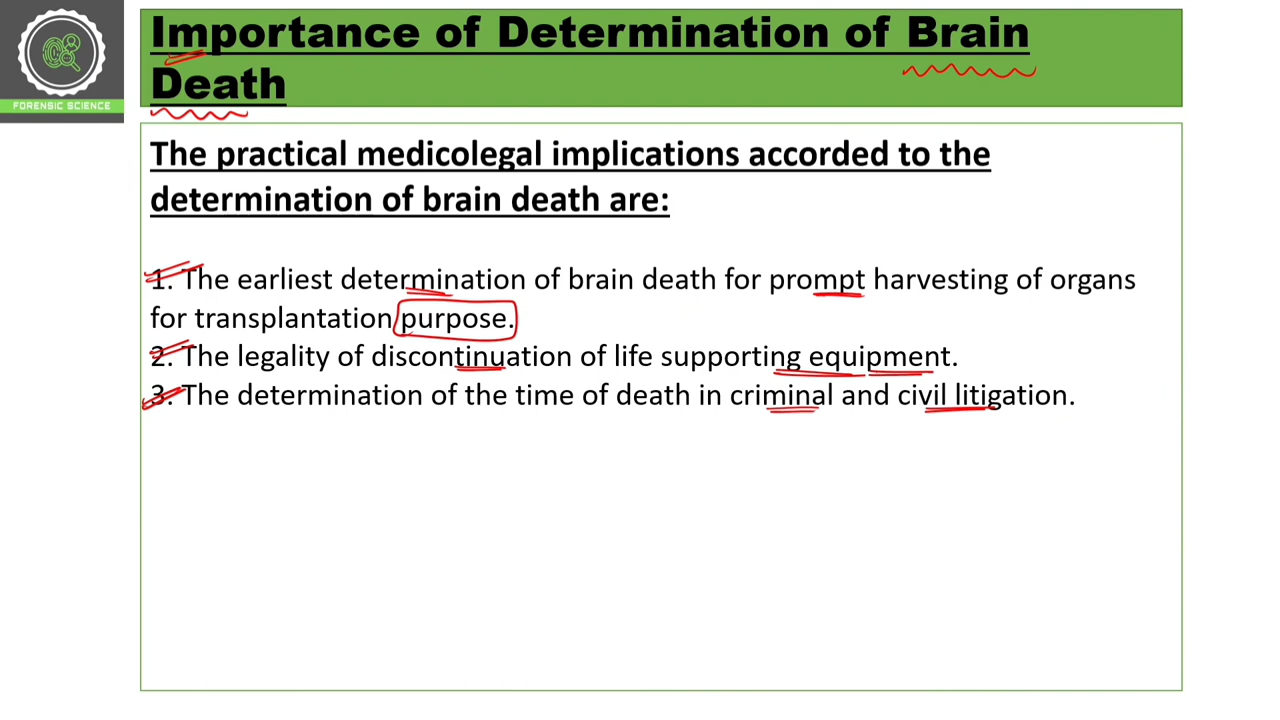 FORENSIC SCIENCE
Importance of Determination of Brain
Death
The practical medicolegal implications accorded to the
determination of brain death are:
1. The earliest determination of brain death for prompt harvesting of organs
for transplantation purpose.
2. The legality of discontinuation of life supporting equipment.
3. The determination of the time of death in criminal and civil litigation.